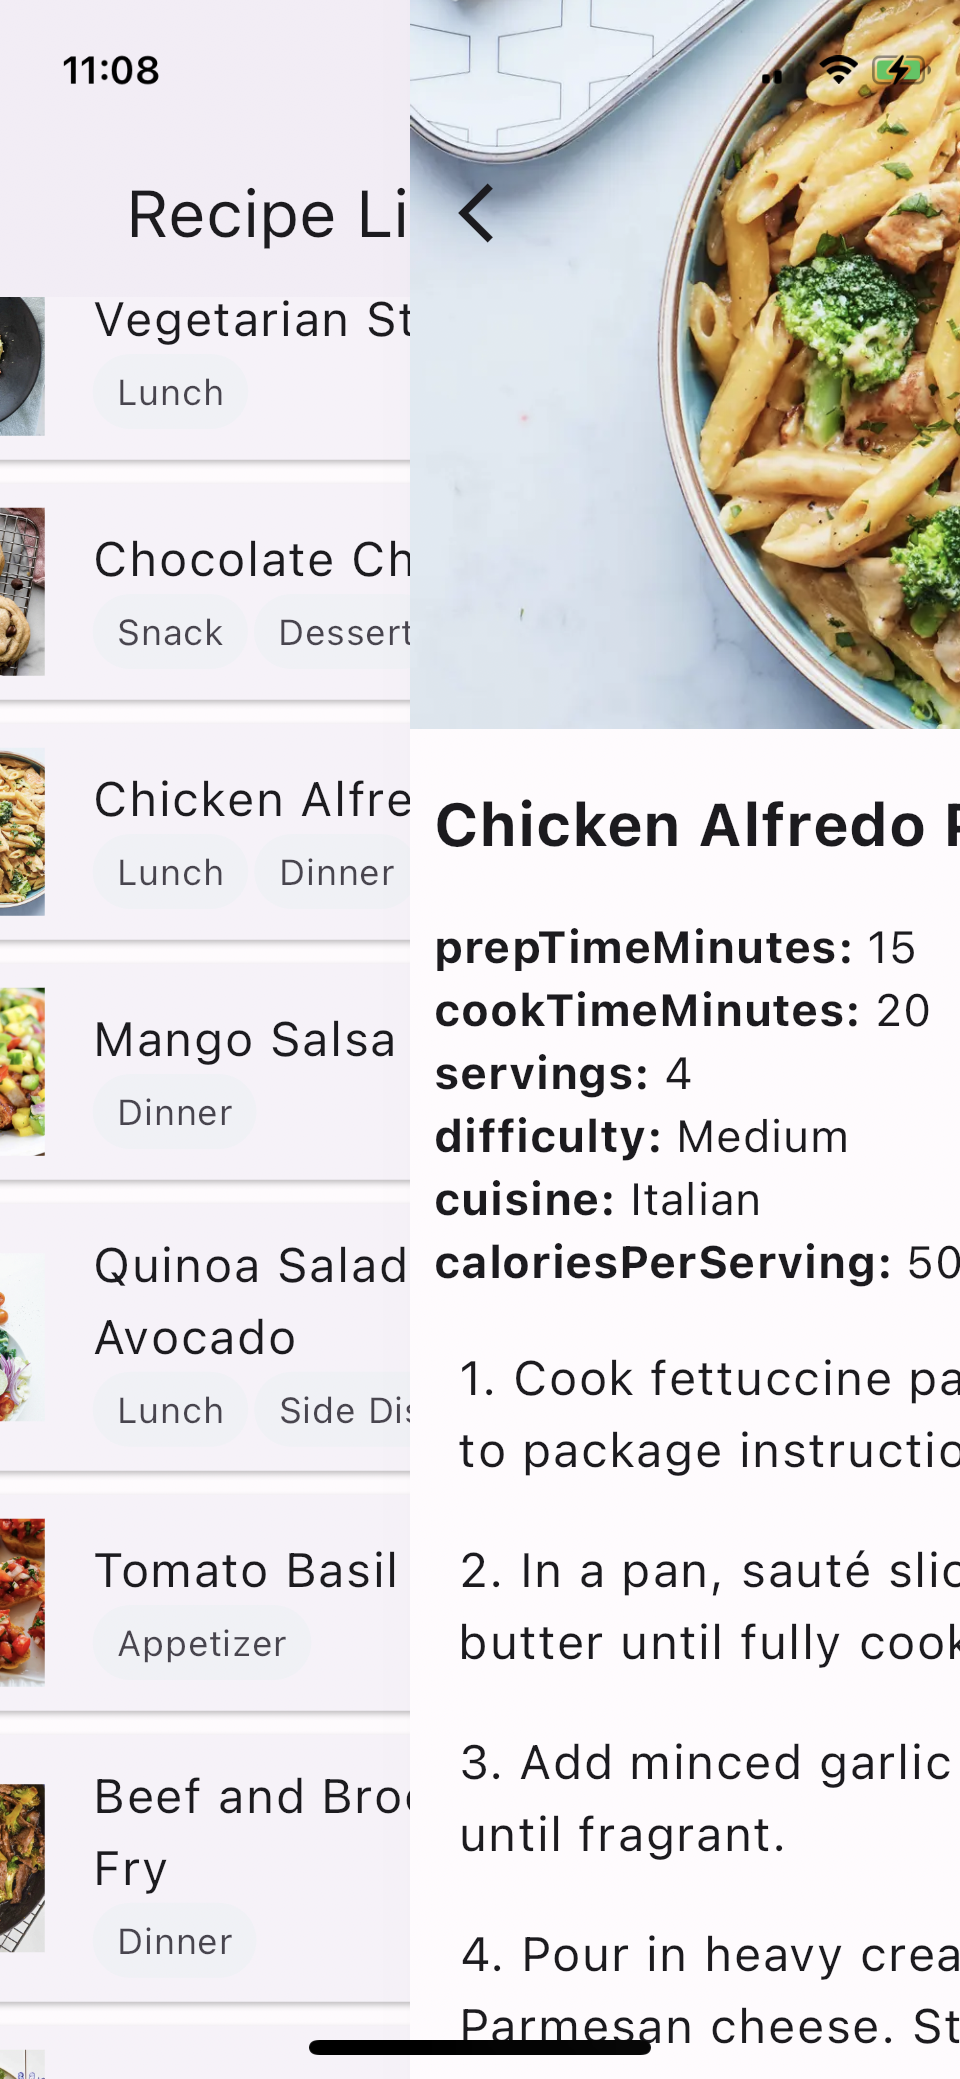 11:08
Recipe Li
Vegetarian St
Lunch
Chocolate Ch
Snack Dessert
Chicken Alfre
Lunch Dinner
Mango Salsa
Dinner
Quinoa Salad
Avocado
Lunch Side Dis
Tomato Basil
Appetizer
Beef and Broc
Fry
Dinner
Chicken Alfredo P
prepTimeMinutes: 15
cookTimeMinutes: 20
servings: 4
difficulty: Medium
cuisine: Italian
caloriesPerServing: 50
1. Cook fettuccine pa
to package instructio
2. In a pan, sauté slic
butter until fully cook
3. Add minced garlic
until fragrant.
4. Pour in heavy crea
Parmesan cheese. St